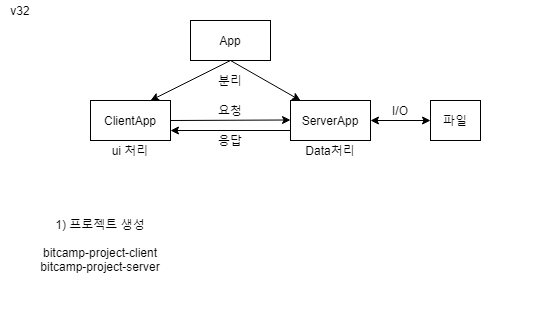 v32
App
분리
ClientApp
요청
ServerApp
I/O
파일
응답
ui 처리
Data처리
1) 프로젝트 생성
bitcamp-project-client
bitcamp-project-server